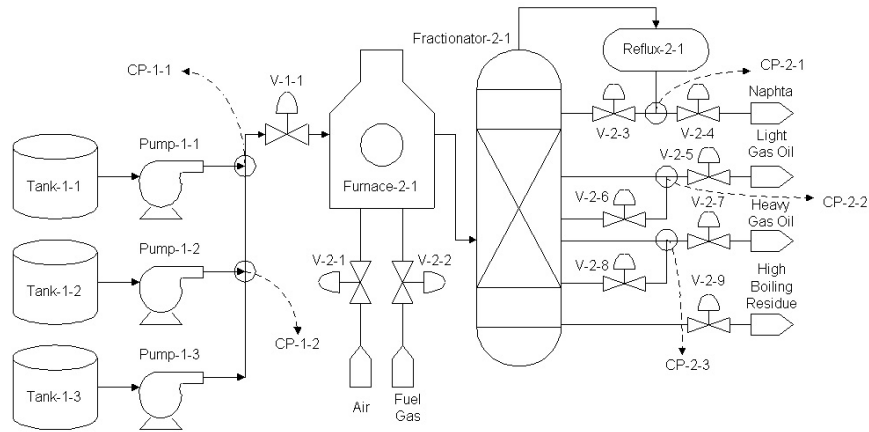 Fractionator-2-1
Reflux-2-1
CP-1-1
V-1-1
CP-2-1
Naphta
V-2-3
V-2-4
Light
Gas Oil
Pump-1-1
V-2-5
Tank-1-1
Furnace-2-1
V-2-6
V-2-7
CP-2-2
Heavy
Gas Oil
Pump-1-2
V-2-1
V-2-2
V-2-8
High
Boiling
Residue
V-2-9
Tank-1-2
CP-1-2
Pump-1-3
CP-2-3
Tank-1-3
Air
Fuel
Gas